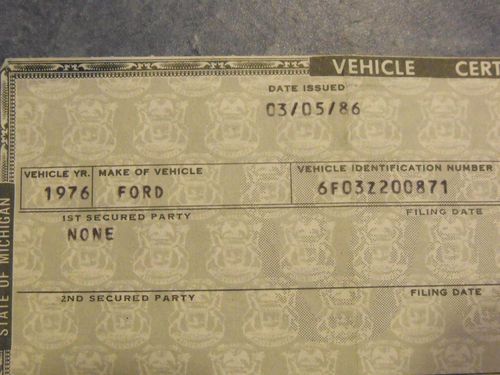 VEHICLE CERT
DATE ISSUED
03/05/86
VEHICLE YR. MAKE OF VEHICLE VEHICLE IDENTIFICATION NUMBER
1976 FORD 6F03Z200871
1ST SECURED PARTY FILING DATE
NONE
2ND SECURED PARTY FILING DATE
STATE OF MICHIGAN